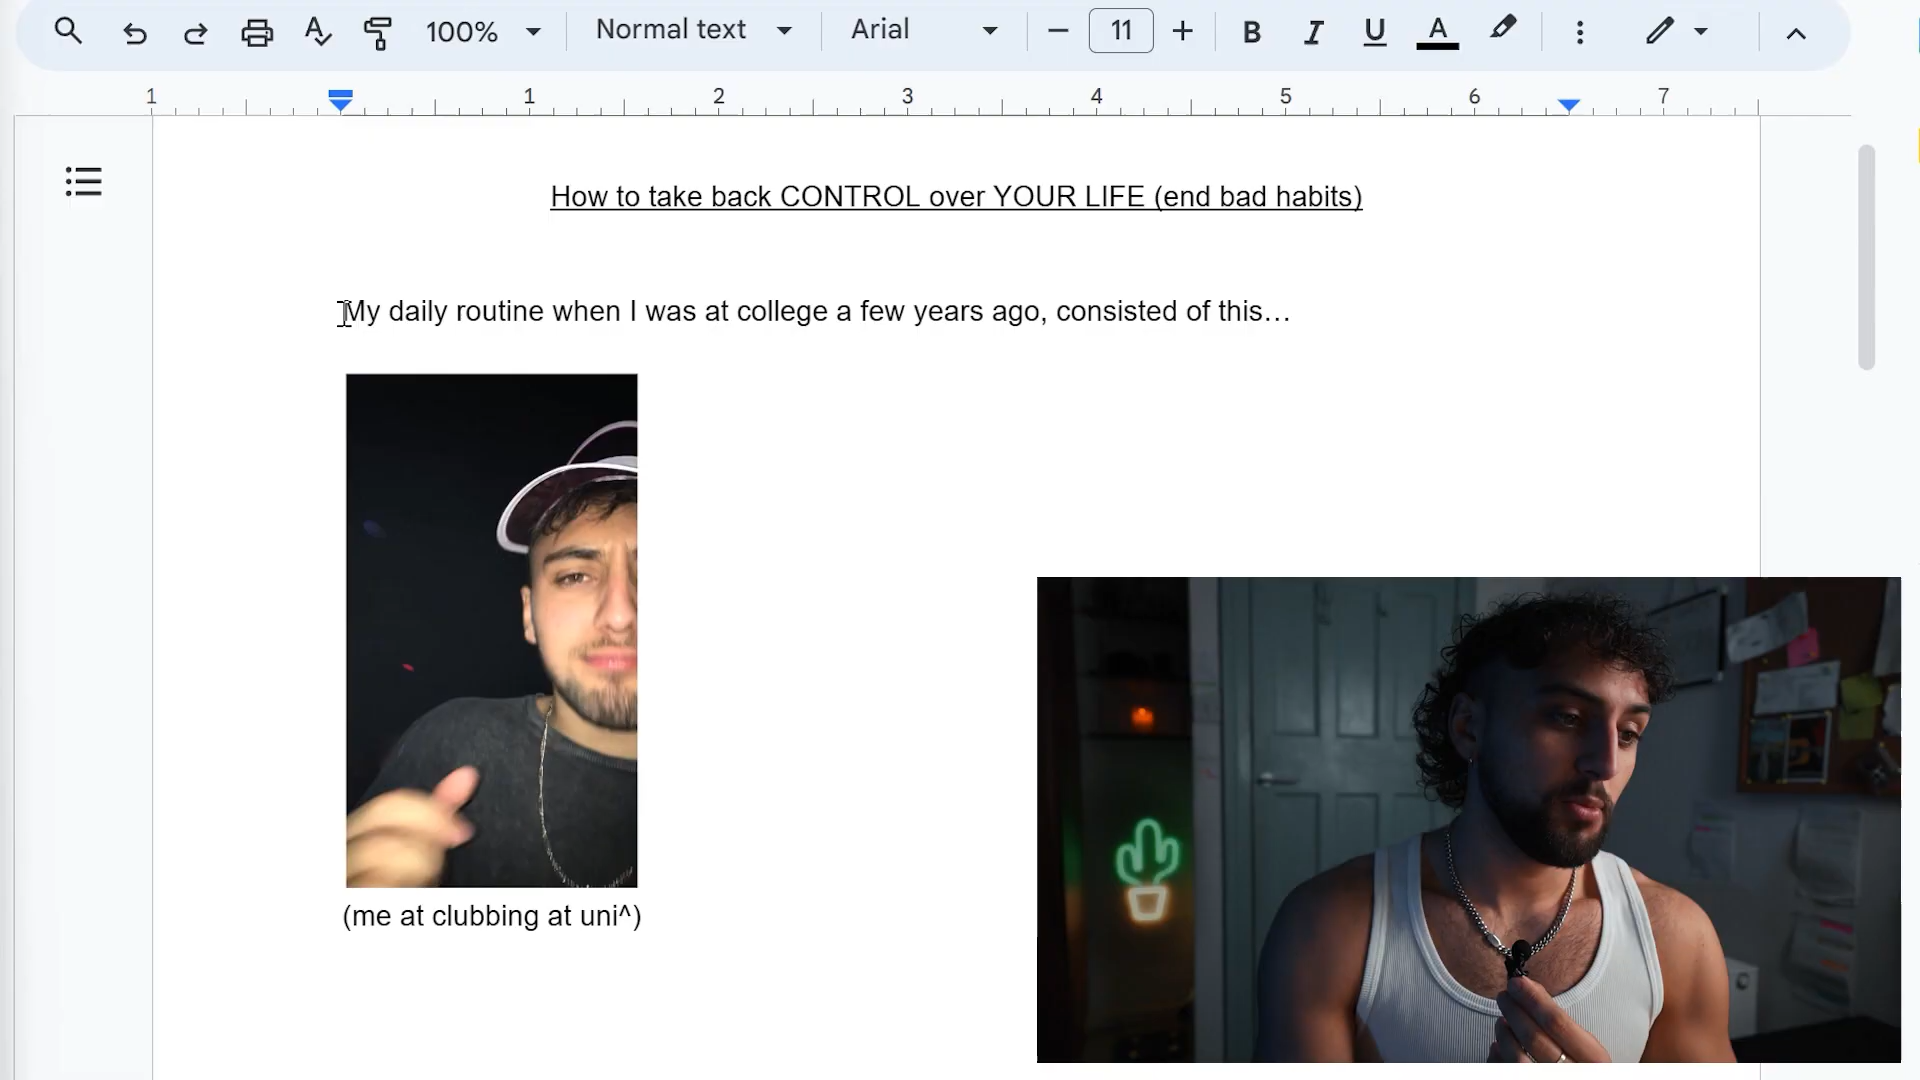 100% Normal text Arial 11 B I U A
1 1 2 3 4 5 6 7
How to take back CONTROL over YOUR LIFE (end bad habits)
My daily routine when I was at college a few years ago, consisted of this…
(me at clubbing at uni^)